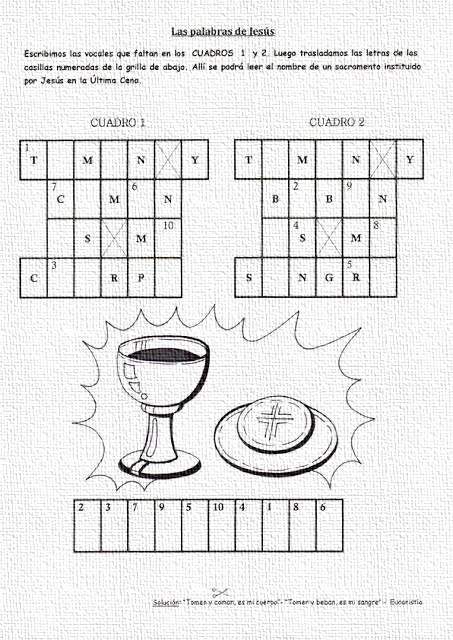 Las palabras de Jesús
Escribimos las vocales que faltan en los CUADROS 1 y 2. Luego trasladamos las letras de las
casillas numeradas de la grilla de abajo. Allí se podrá leer el nombre de un sacramento instituido
por Jesús en la Última Cena.
CUADRO 1
CUADRO 2
1 T M N Y
T M N Y
7 C M 6 N
B 2 B 9 N
S M 10
4 S M 8
C 3 R P
S N G 5 R
2 3 7 9 5 10 4 1 8 6
Solución: "Tomen y coman, es mi cuerpo"- "Tomen y beban, es mi sangre" - Eucaristía